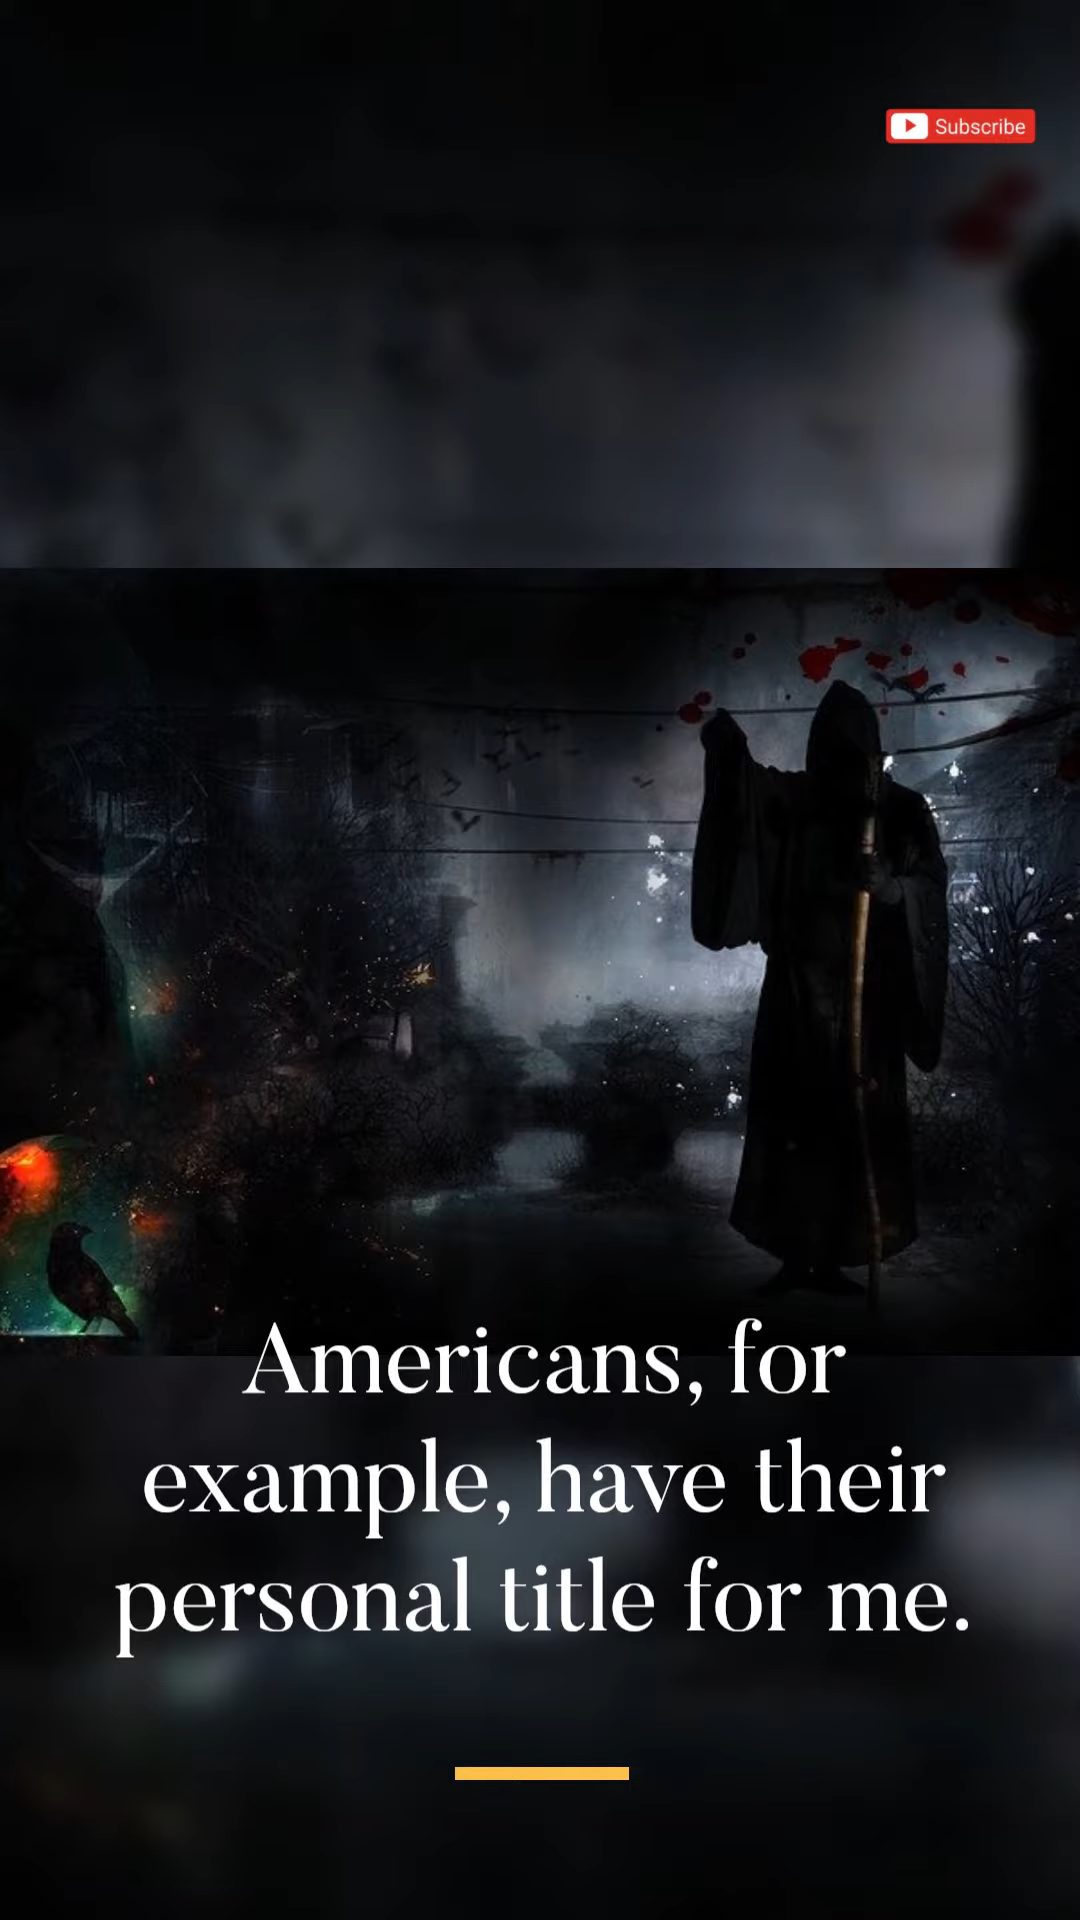 Subscribe
Americans, for
example, have their
personal title for me.